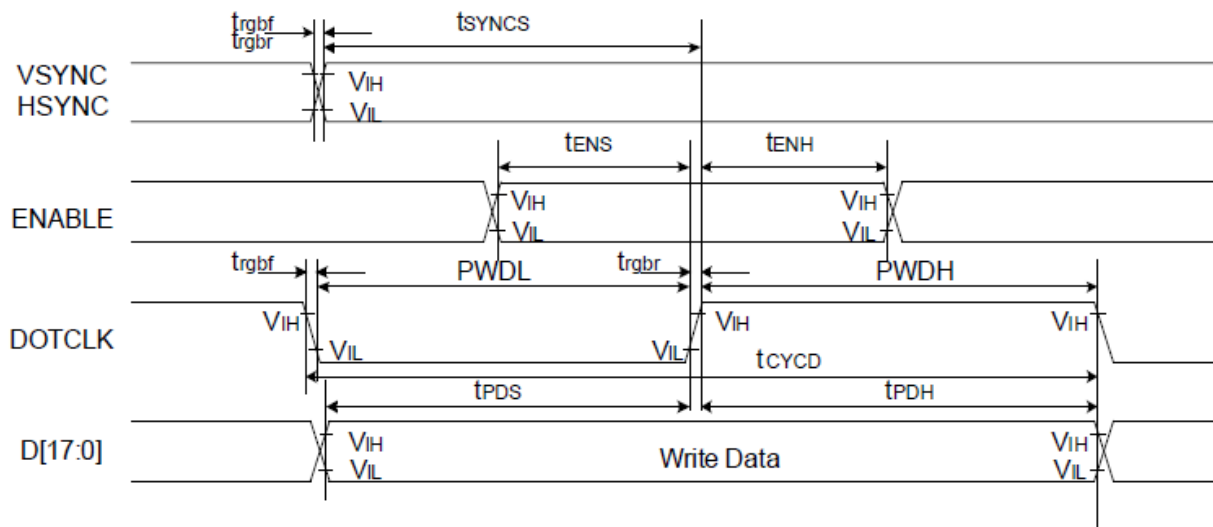 trgbf tSYNCS
trgbr
VSYNC VIH
HSYNC VIL
tENS tENH
ENABLE VIH VIH
VIL VIL
trgbf PWDL trgbr PWDH
DOTCLK VIH VIH VIH
VIL VIL
tCYCD
tPDS tPDH
D[17:0] VIH Write Data VIH
VIL VIL